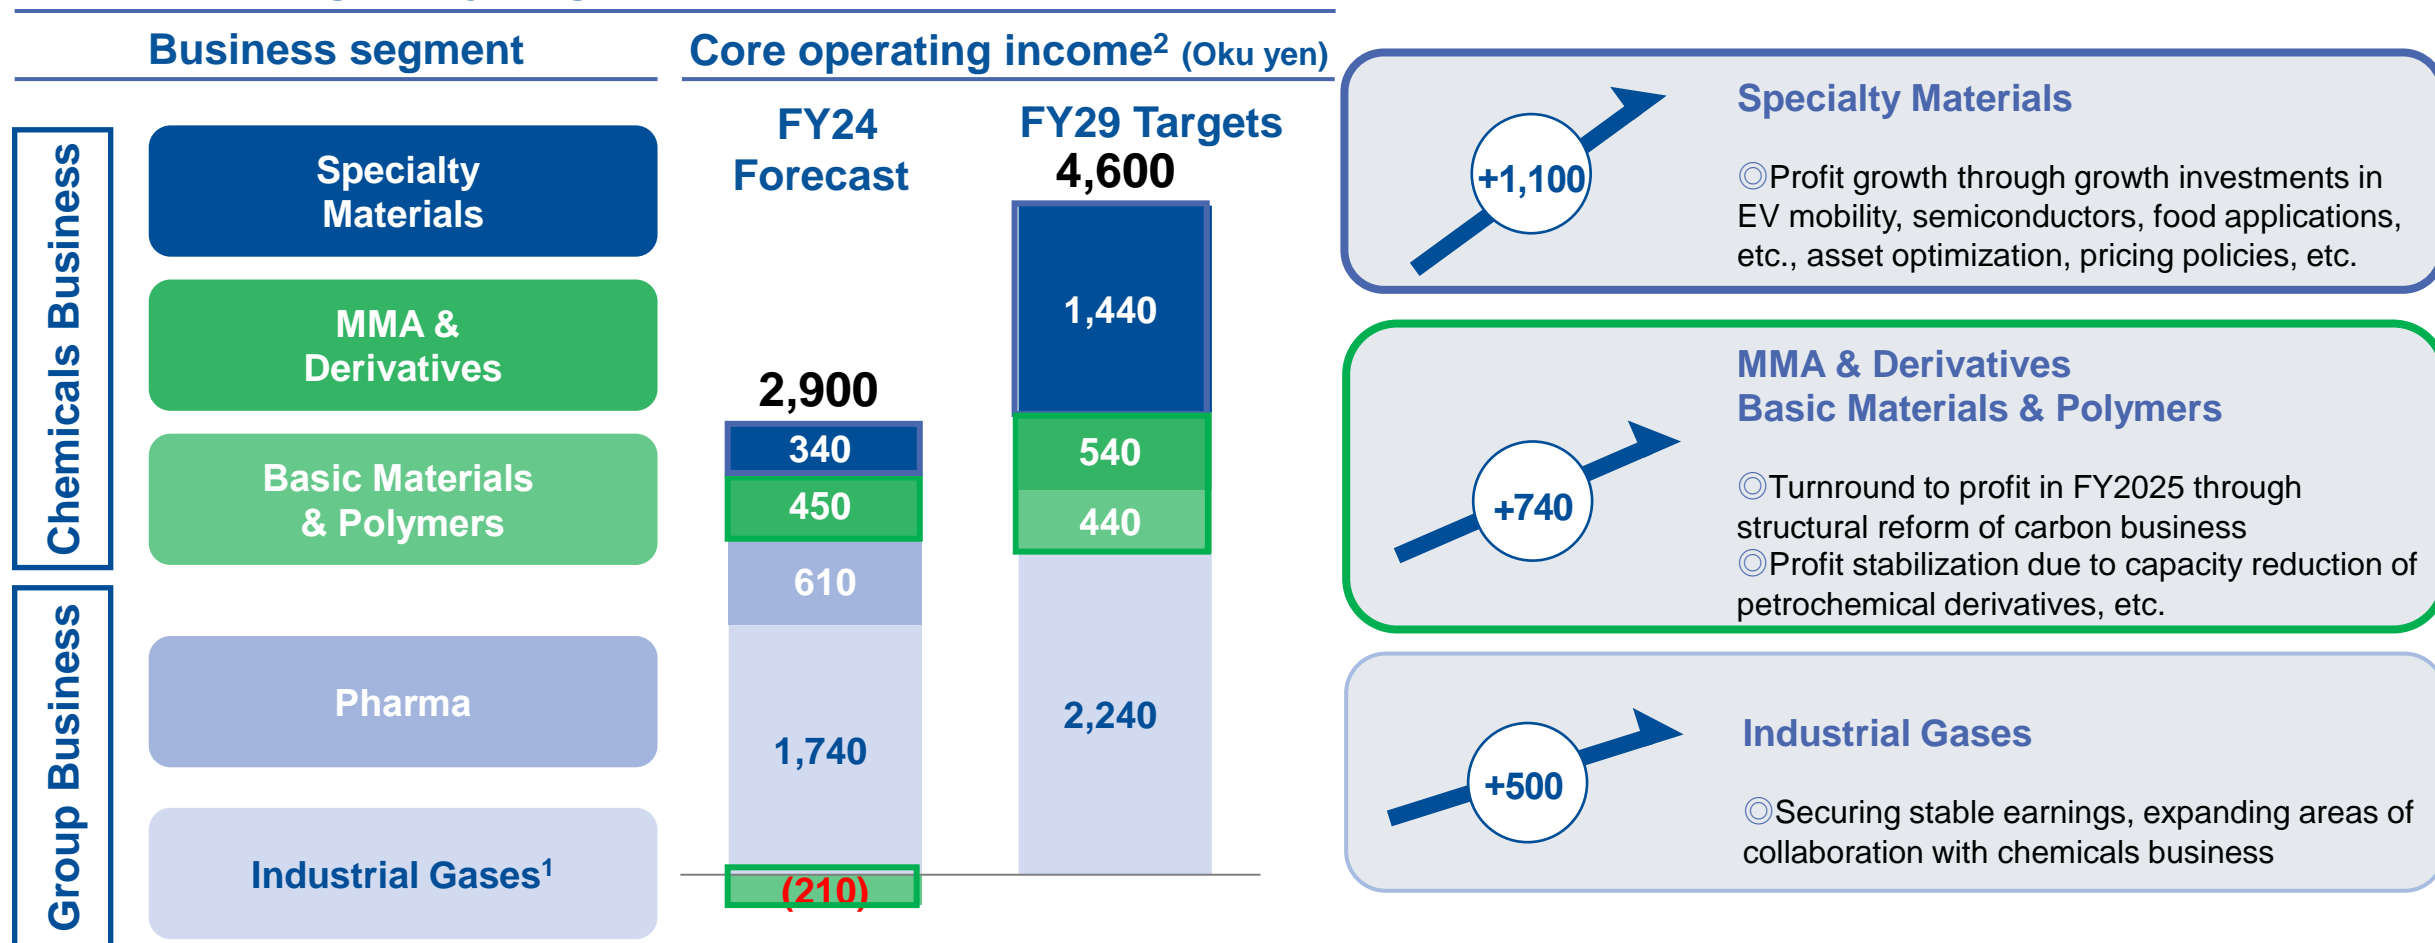 Business segment
Core operating income² (Oku yen)
Chemicals Business
Group Business
Specialty
Materials
MMA &
Derivatives
Basic Materials
& Polymers
Pharma
Industrial Gases¹
FY24
Forecast
2,900
340
450
610
1,740
(210)
FY29 Targets
4,600
1,440
540
440
2,240
+1,100
Specialty Materials
◎Profit growth through growth investments in
EV mobility, semiconductors, food applications,
etc., asset optimization, pricing policies, etc.
+740
MMA & Derivatives
Basic Materials & Polymers
◎Turnround to profit in FY2025 through
structural reform of carbon business
◎Profit stabilization due to capacity reduction of
petrochemical derivatives, etc.
+500
Industrial Gases
◎Securing stable earnings, expanding areas of
collaboration with chemicals business